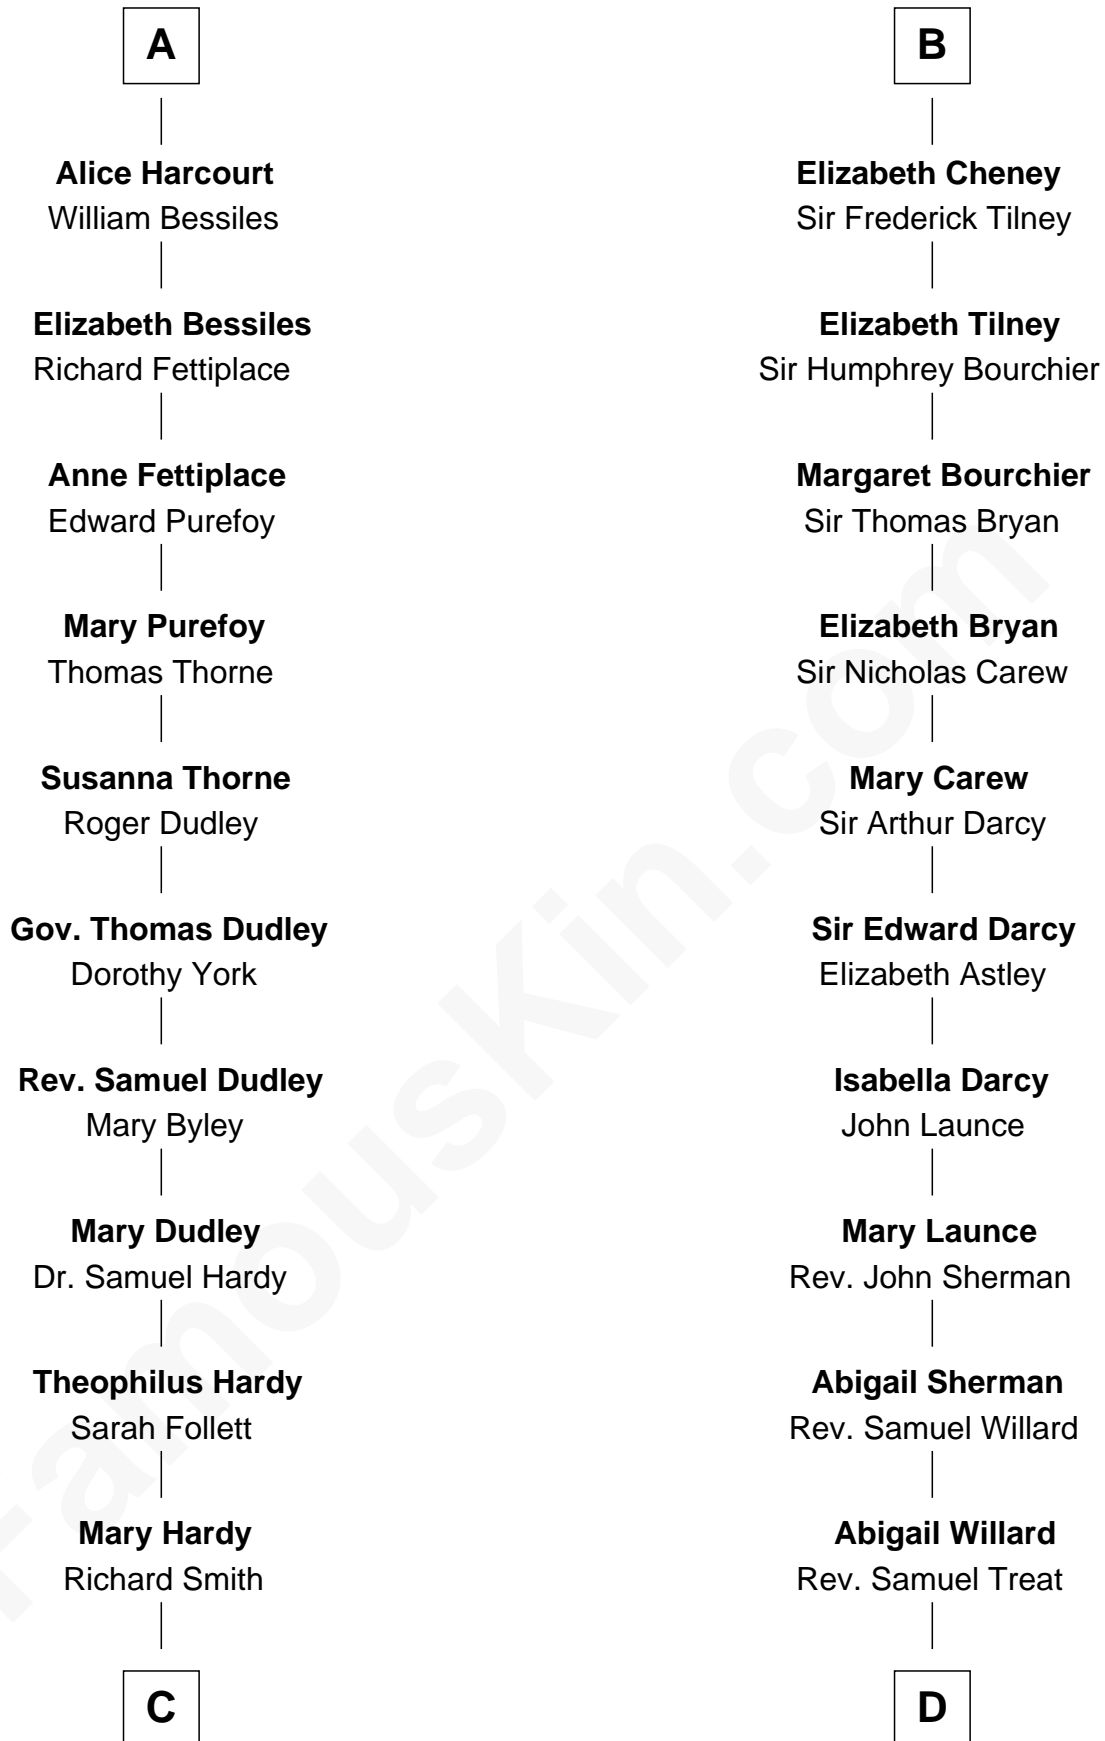 A
Alice Harcourt
William Bessiles
Elizabeth Bessiles
Richard Fettiplace
Anne Fettiplace
Edward Purefoy
Mary Purefoy
Thomas Thorne
Susanna Thorne
Roger Dudley
Gov. Thomas Dudley
Dorothy York
Rev. Samuel Dudley
Mary Byley
Mary Dudley
Dr. Samuel Hardy
Theophilus Hardy
Sarah Follett
Mary Hardy
Richard Smith
C
B
Elizabeth Cheney
Sir Frederick Tilney
Elizabeth Tilney
Sir Humphrey Bourchier
Margaret Bourchier
Sir Thomas Bryan
Elizabeth Bryan
Sir Nicholas Carew
Mary Carew
Sir Arthur Darcy
Sir Edward Darcy
Elizabeth Astley
Isabella Darcy
John Launce
Mary Launce
Rev. John Sherman
Abigail Sherman
Rev. Samuel Willard
Abigail Willard
Rev. Samuel Treat
D
FamousKin.com